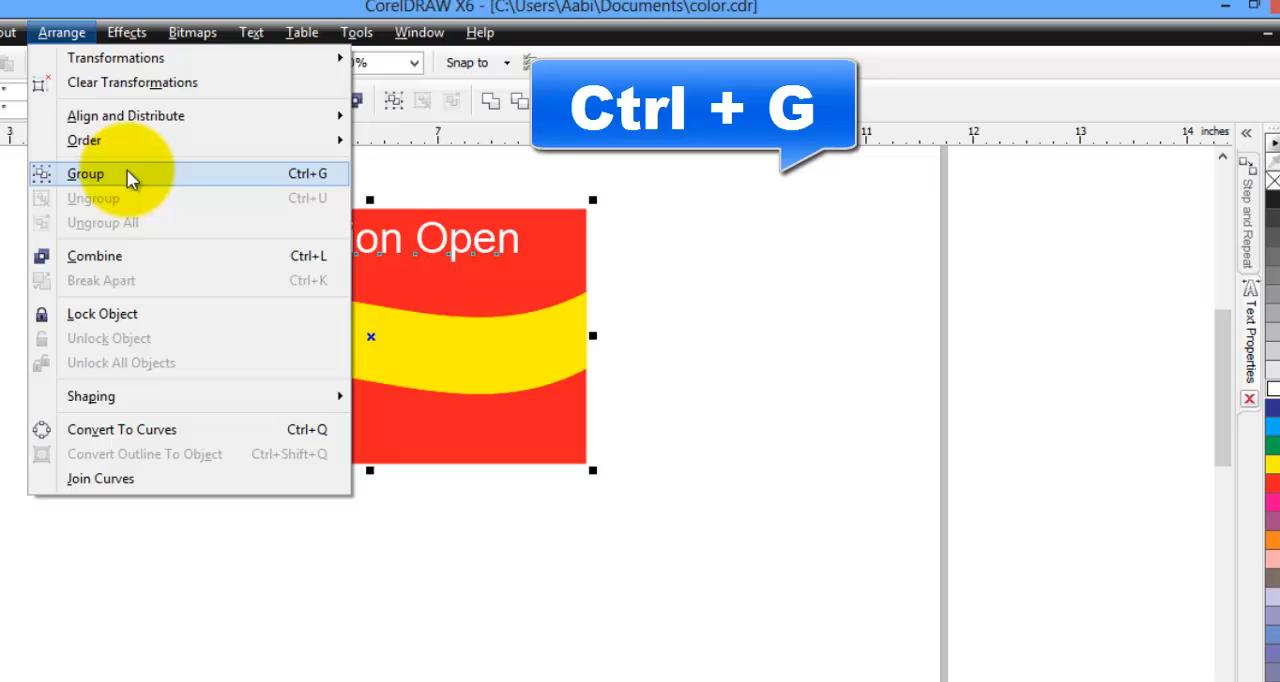 CorelDRAW X6 - [C:\Users\Aabi\Documents\color.cdr]
out Arrange Effects Bitmaps Text Table Tools Window Help
Transformations
Clear Transformations
Align and Distribute
Order
Group Ctrl+G
Ungroup Ctrl+U
Ungroup All
Combine Ctrl+L
Break Apart Ctrl+K
Lock Object
Unlock Object
Unlock All Objects
Shaping
Convert To Curves Ctrl+Q
Convert Outline To Object Ctrl+Shift+Q
Join Curves
% Snap to
Ctrl + G
3 7 11 12 13 14 inches
ion Open
Step and Repeat
Text Properties